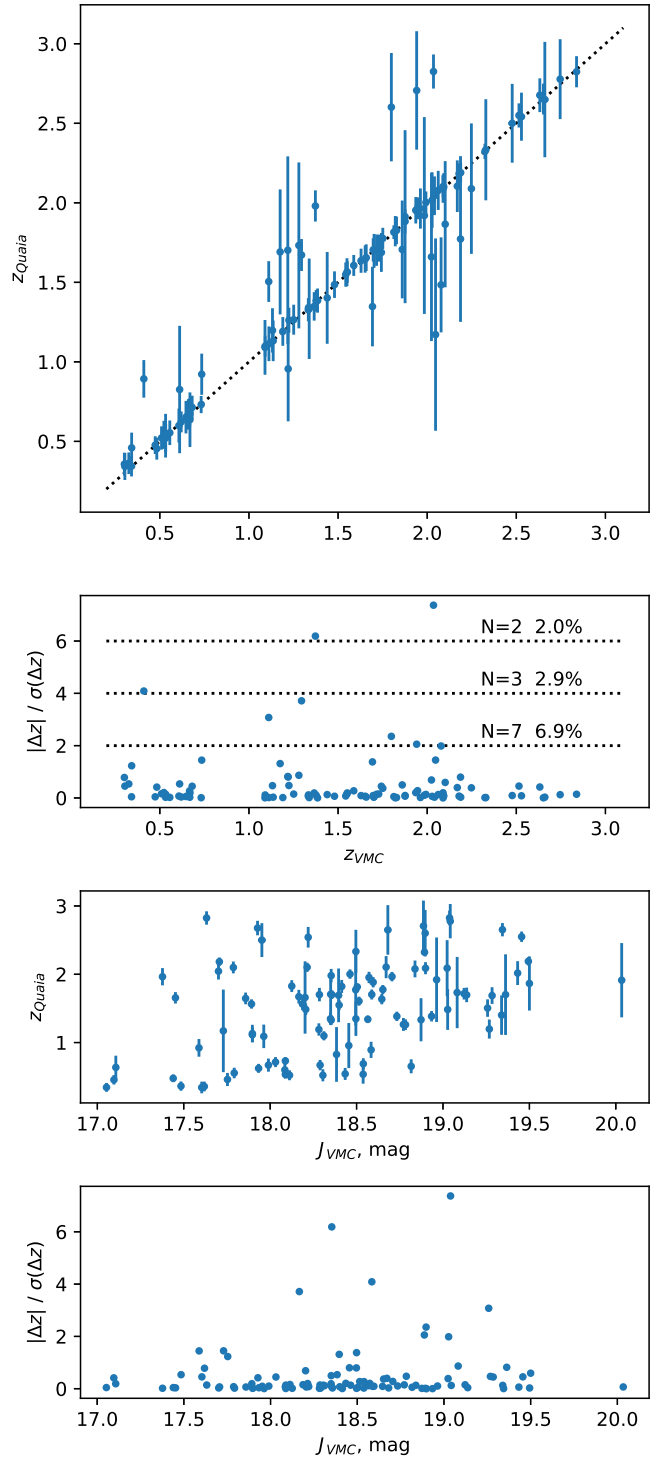 3.0
2.5
2.0
1.5
1.0
0.5
z_Quaia
0.5 1.0 1.5 2.0 2.5 3.0
6
4
2
0
|Δz| / σ(Δz)
N=2 2.0%
N=3 2.9%
N=7 6.9%
0.5 1.0 1.5 2.0 2.5 3.0
z_VMC
3
2
1
z_Quaia
17.0 17.5 18.0 18.5 19.0 19.5 20.0
J_VMC, mag
6
4
2
0
|Δz| / σ(Δz)
17.0 17.5 18.0 18.5 19.0 19.5 20.0
J_VMC, mag